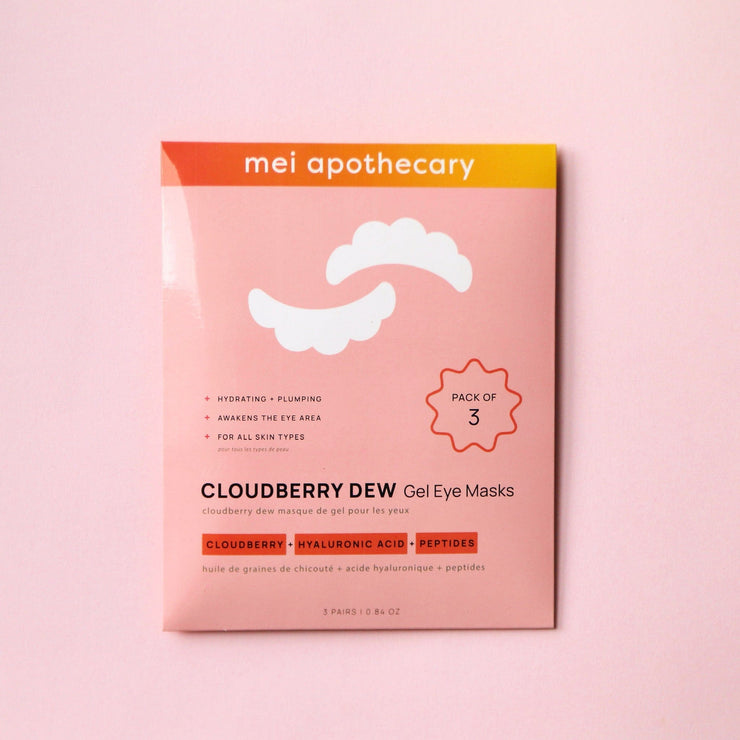 mei apothecary
+ HYDRATING + PLUMPING
+ AWAKENS THE EYE AREA
+ FOR ALL SKIN TYPES
pour tous les types de peau
PACK OF
3
CLOUDBERRY DEW Gel Eye Masks
cloudberry dew masque de gel pour les yeux
CLOUDBERRY + HYALURONIC ACID + PEPTIDES
huile de graines de chicouté + acide hyaluronique + peptides
3 PAIRS | 0.84 OZ